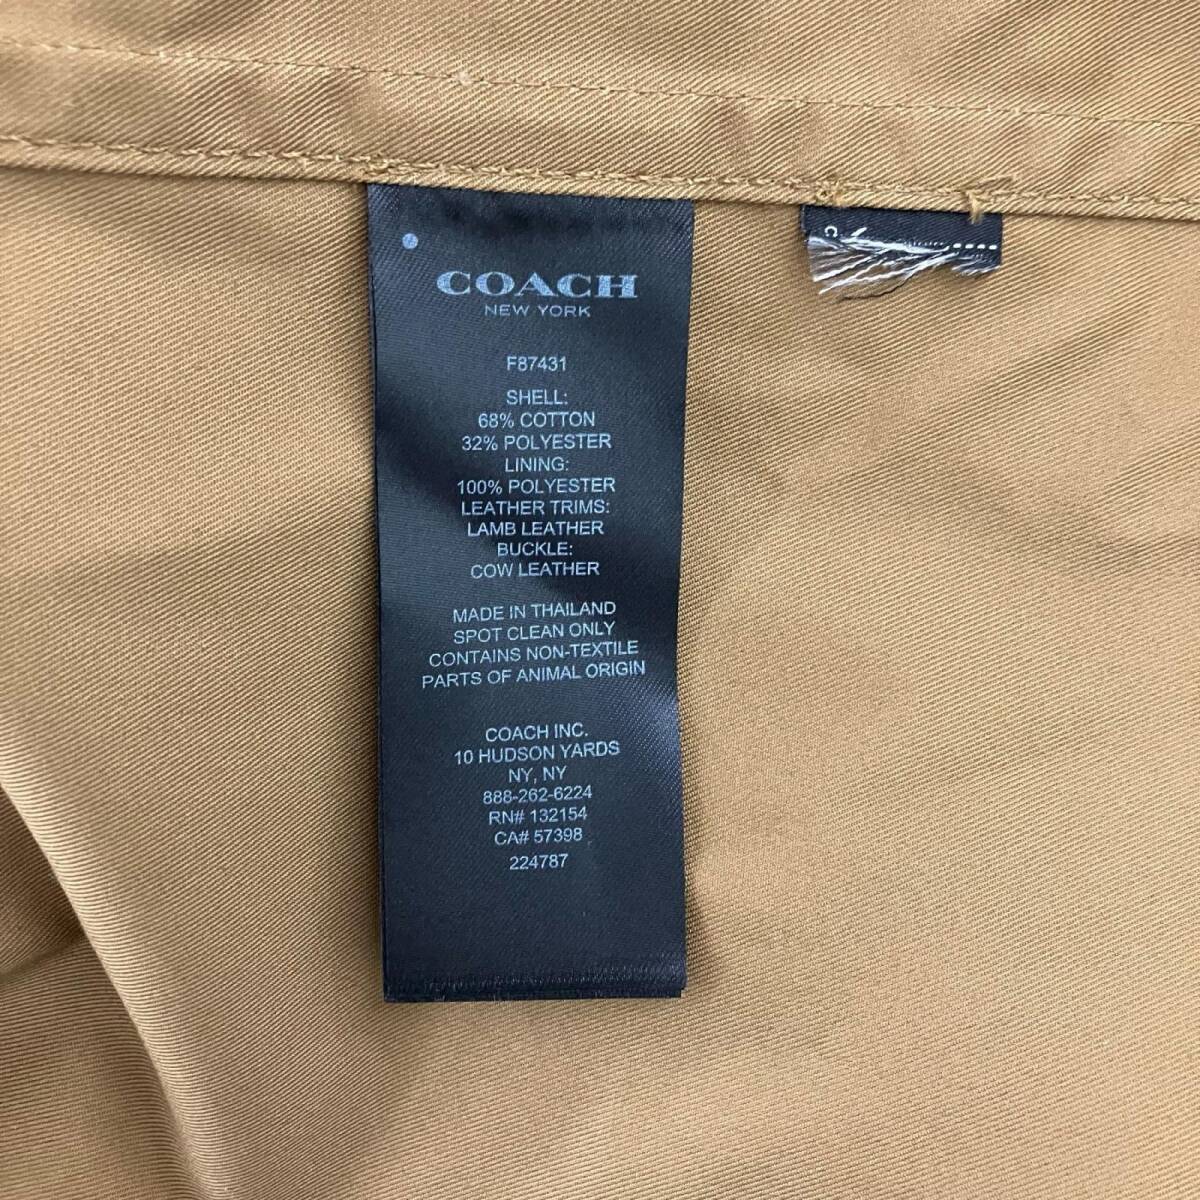 COACH
NEW YORK
F87431
SHELL:
68% COTTON
32% POLYESTER
LINING:
100% POLYESTER
LEATHER TRIMS:
LAMB LEATHER
BUCKLE:
COW LEATHER
MADE IN THAILAND
SPOT CLEAN ONLY
CONTAINS NON-TEXTILE
PARTS OF ANIMAL ORIGIN
COACH INC.
10 HUDSON YARDS
NY, NY
888-262-6224
RN# 132154
CA# 57398
224787